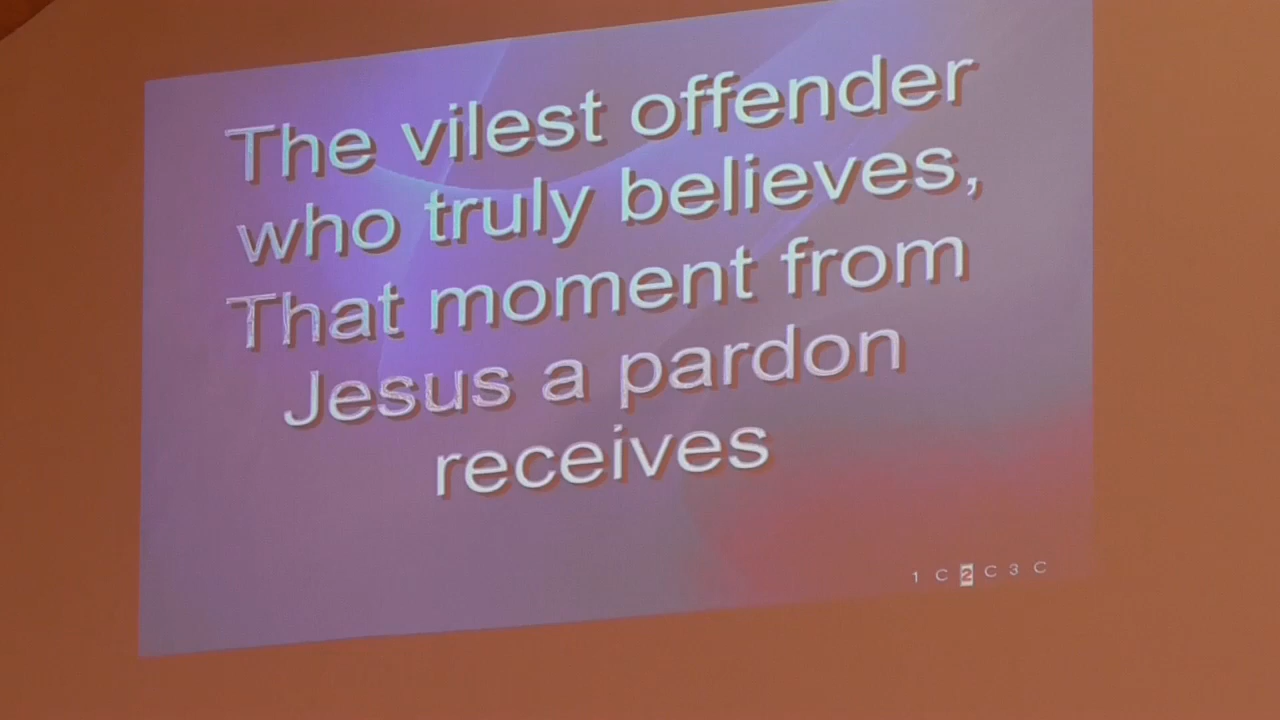 The vilest offender
who truly believes,
That moment from
Jesus a pardon
receives
1 C 2 C 3 C